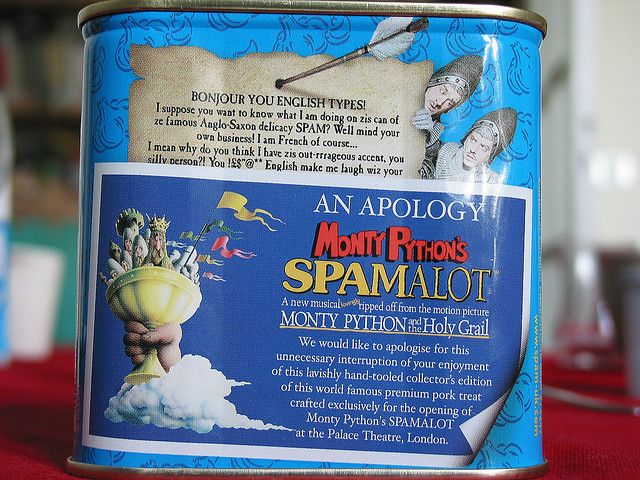 BONJOUR YOU ENGLISH TYPES!
I suppose you want to know what I am doing on zis can of
ze famous Anglo-Saxon delicacy SPAM? Well mind your
own business! I am French of course...
I mean why do you think I have zis out-rrrageous accent, you
silly person?! You !£$"@** English make me laugh wiz your
AN APOLOGY
MONTY PYTHON'S
SPAMALOT™
A new musical lovingly ripped off from the motion picture
MONTY PYTHON and the Holy Grail
We would like to apologise for this
unnecessary interruption of your enjoyment
of this lavishly hand-tooled collector's edition
of this world famous premium pork treat
crafted exclusively for the opening of
Monty Python's SPAMALOT
at the Palace Theatre, London.
www.spam-uk.com